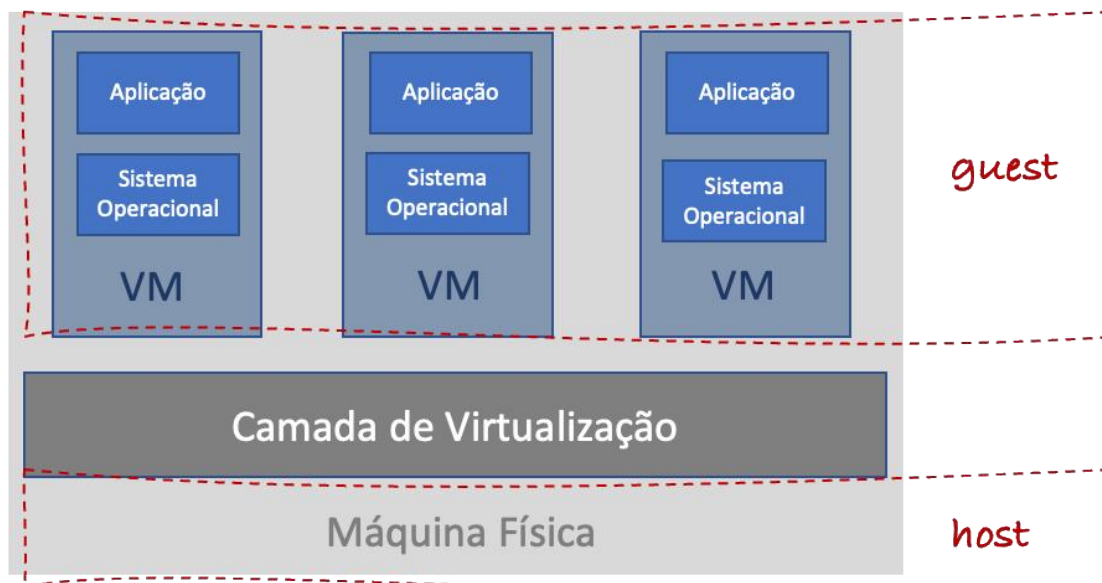 Aplicação
Aplicação
Aplicação
guest
Sistema
Operacional
Sistema
Operacional
Sistema
Operacional
VM
VM
VM
Camada de Virtualização
Máquina Física
host